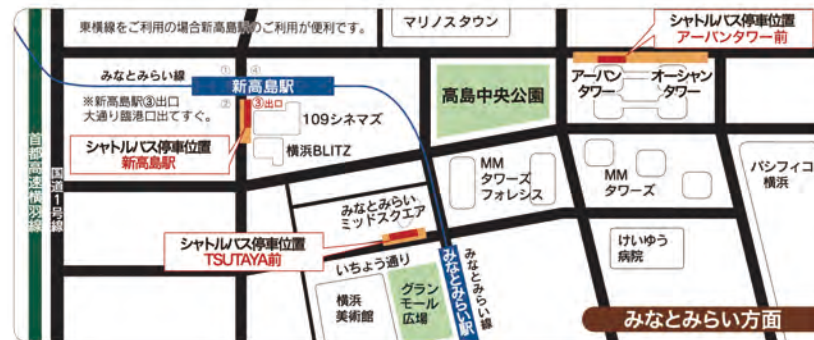 東横線をご利用の場合新高島駅のご利用が便利です。
マリノスタウン
シャトルバス停車位置
アーバンタワー前
みなとみらい線
① ④
新高島駅
② ③出口
※新高島駅③出口
大通り臨港口出てすぐ。
シャトルバス停車位置
新高島駅
109シネマズ
横浜BLITZ
高島中央公園
アーバン
タワー
オーシャン
タワー
首都高速横羽線
国道1号線
MM
タワーズ
フォレシス
MM
タワーズ
パシフィコ
横浜
みなとみらい
ミッドスクエア
シャトルバス停車位置
TSUTAYA前
いちょう通り
横浜
美術館
グラン
モール
広場
みなとみらい駅
みなとみらい線
けいゆう
病院
みなとみらい方面